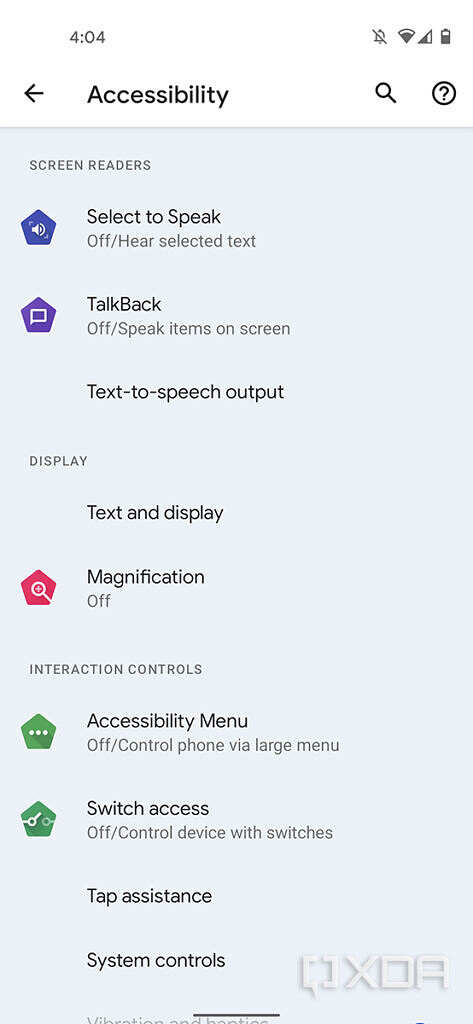 4:04
Accessibility
SCREEN READERS
Select to Speak
Off/Hear selected text
TalkBack
Off/Speak items on screen
Text-to-speech output
DISPLAY
Text and display
Magnification
Off
INTERACTION CONTROLS
Accessibility Menu
Off/Control phone via large menu
Switch access
Off/Control device with switches
Tap assistance
System controls
XDA
Vibration and haptics